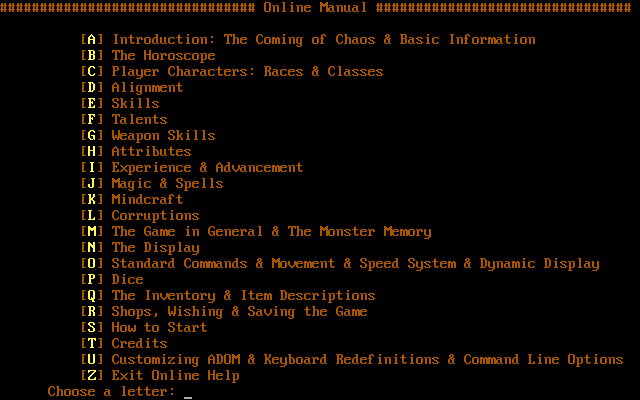 ################################ Online Manual ################################
[A] Introduction: The Coming of Chaos & Basic Information
[B] The Horoscope
[C] Player Characters: Races & Classes
[D] Alignment
[E] Skills
[F] Talents
[G] Weapon Skills
[H] Attributes
[I] Experience & Advancement
[J] Magic & Spells
[K] Mindcraft
[L] Corruptions
[M] The Game in General & The Monster Memory
[N] The Display
[O] Standard Commands & Movement & Speed System & Dynamic Display
[P] Dice
[Q] The Inventory & Item Descriptions
[R] Shops, Wishing & Saving the Game
[S] How to Start
[T] Credits
[U] Customizing ADOM & Keyboard Redefinitions & Command Line Options
[Z] Exit Online Help
Choose a letter: _